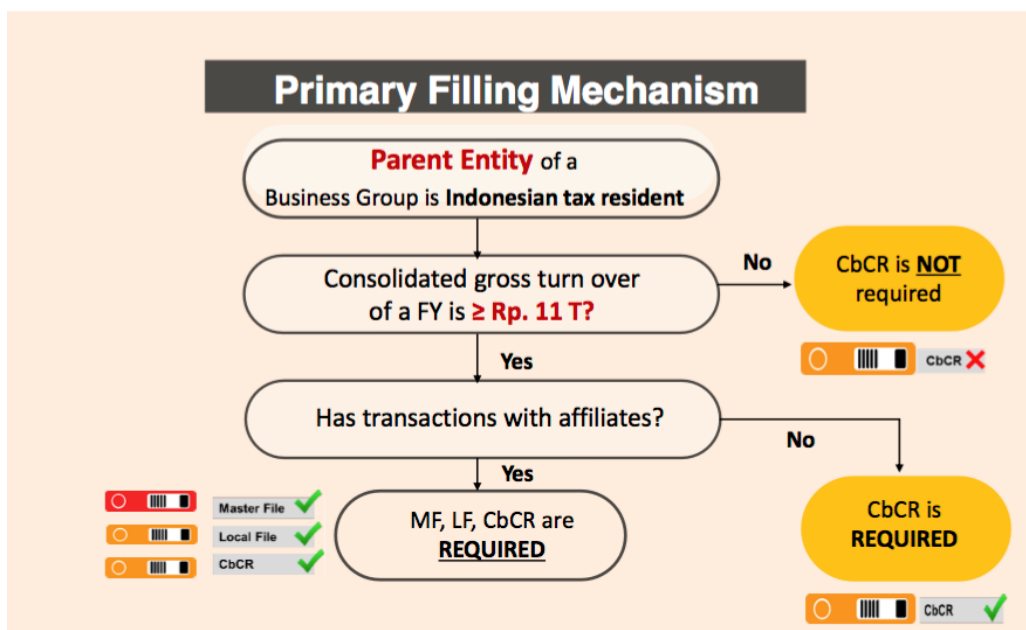 Primary Filling Mechanism
Parent Entity of a
Business Group is Indonesian tax resident
Consolidated gross turn over
of a FY is ≥ Rp. 11 T?
No
CbCR is NOT
required
CbCR
Yes
Has transactions with affiliates?
No
Yes
Master File
Local File
CbCR
MF, LF, CbCR are
REQUIRED
CbCR is
REQUIRED
CbCR